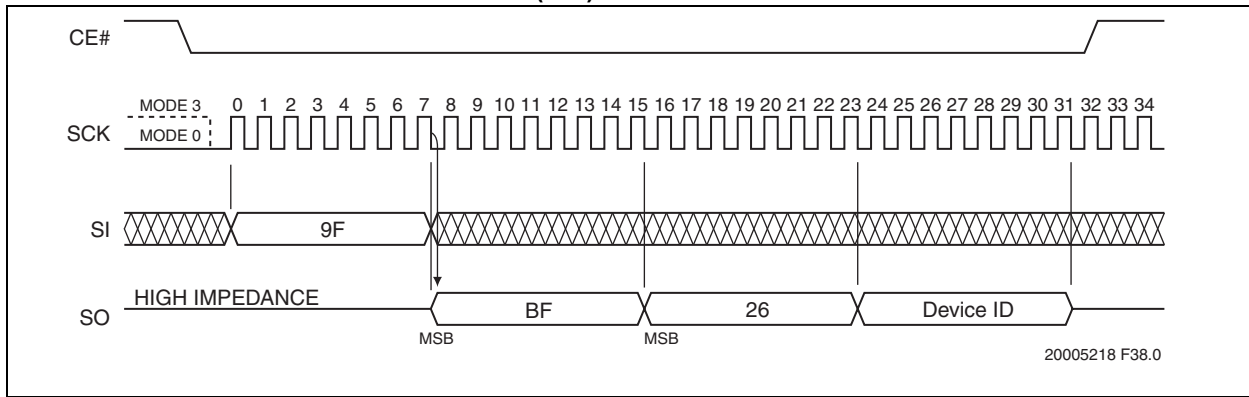 CE#
MODE 3 0 1 2 3 4 5 6 7 8 9 10 11 12 13 14 15 16 17 18 19 20 21 22 23 24 25 26 27 28 29 30 31 32 33 34
SCK MODE 0
SI 9F
HIGH IMPEDANCE
SO BF 26 Device ID
MSB MSB
20005218 F38.0